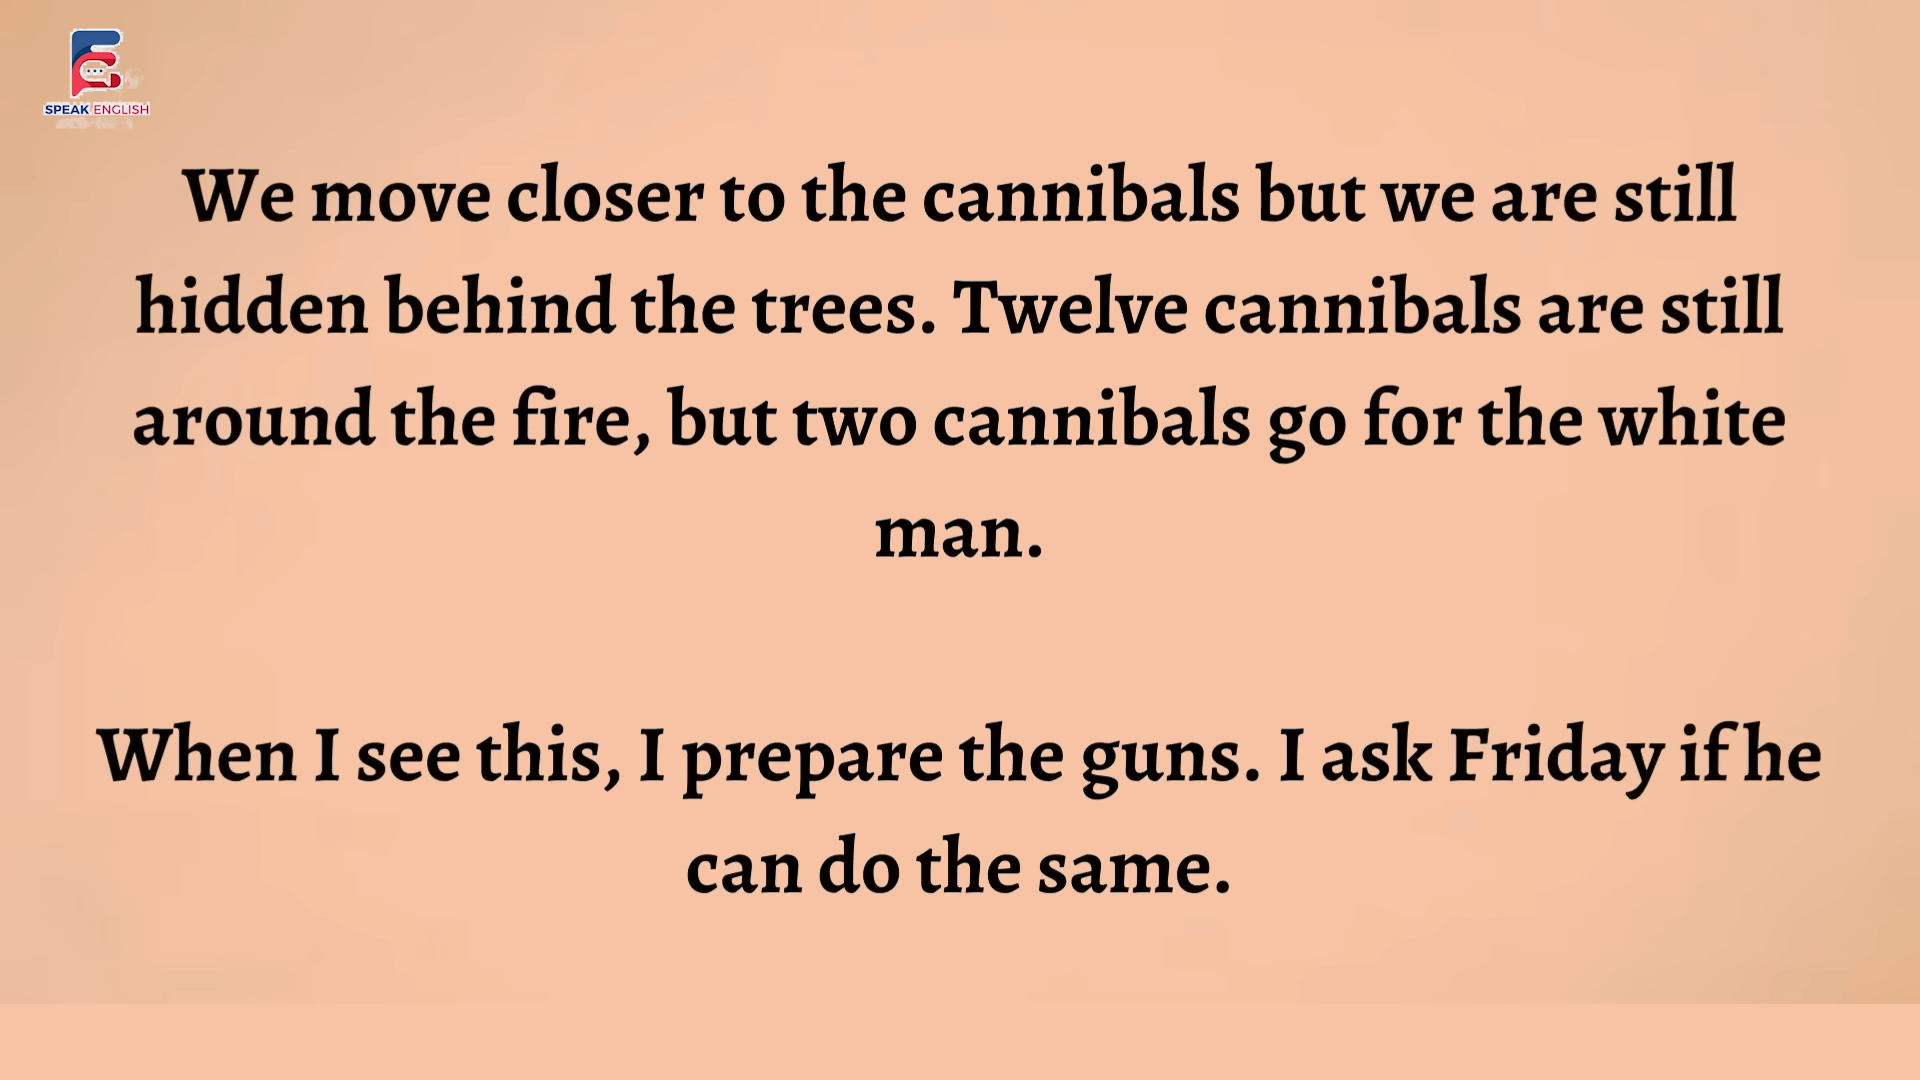 SPEAK ENGLISH
We move closer to the cannibals but we are still
hidden behind the trees. Twelve cannibals are still
around the fire, but two cannibals go for the white
man.
When I see this, I prepare the guns. I ask Friday if he
can do the same.